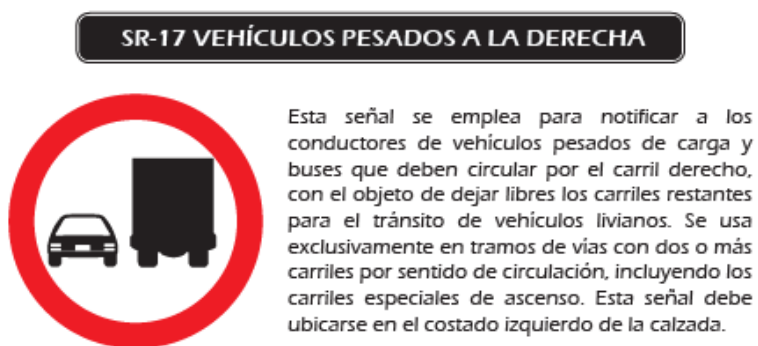 SR-17 VEHÍCULOS PESADOS A LA DERECHA
Esta señal se emplea para notificar a los
conductores de vehículos pesados de carga y
buses que deben circular por el carril derecho,
con el objeto de dejar libres los carriles restantes
para el tránsito de vehículos livianos. Se usa
exclusivamente en tramos de vías con dos o más
carriles por sentido de circulación, incluyendo los
carriles especiales de ascenso. Esta señal debe
ubicarse en el costado izquierdo de la calzada.